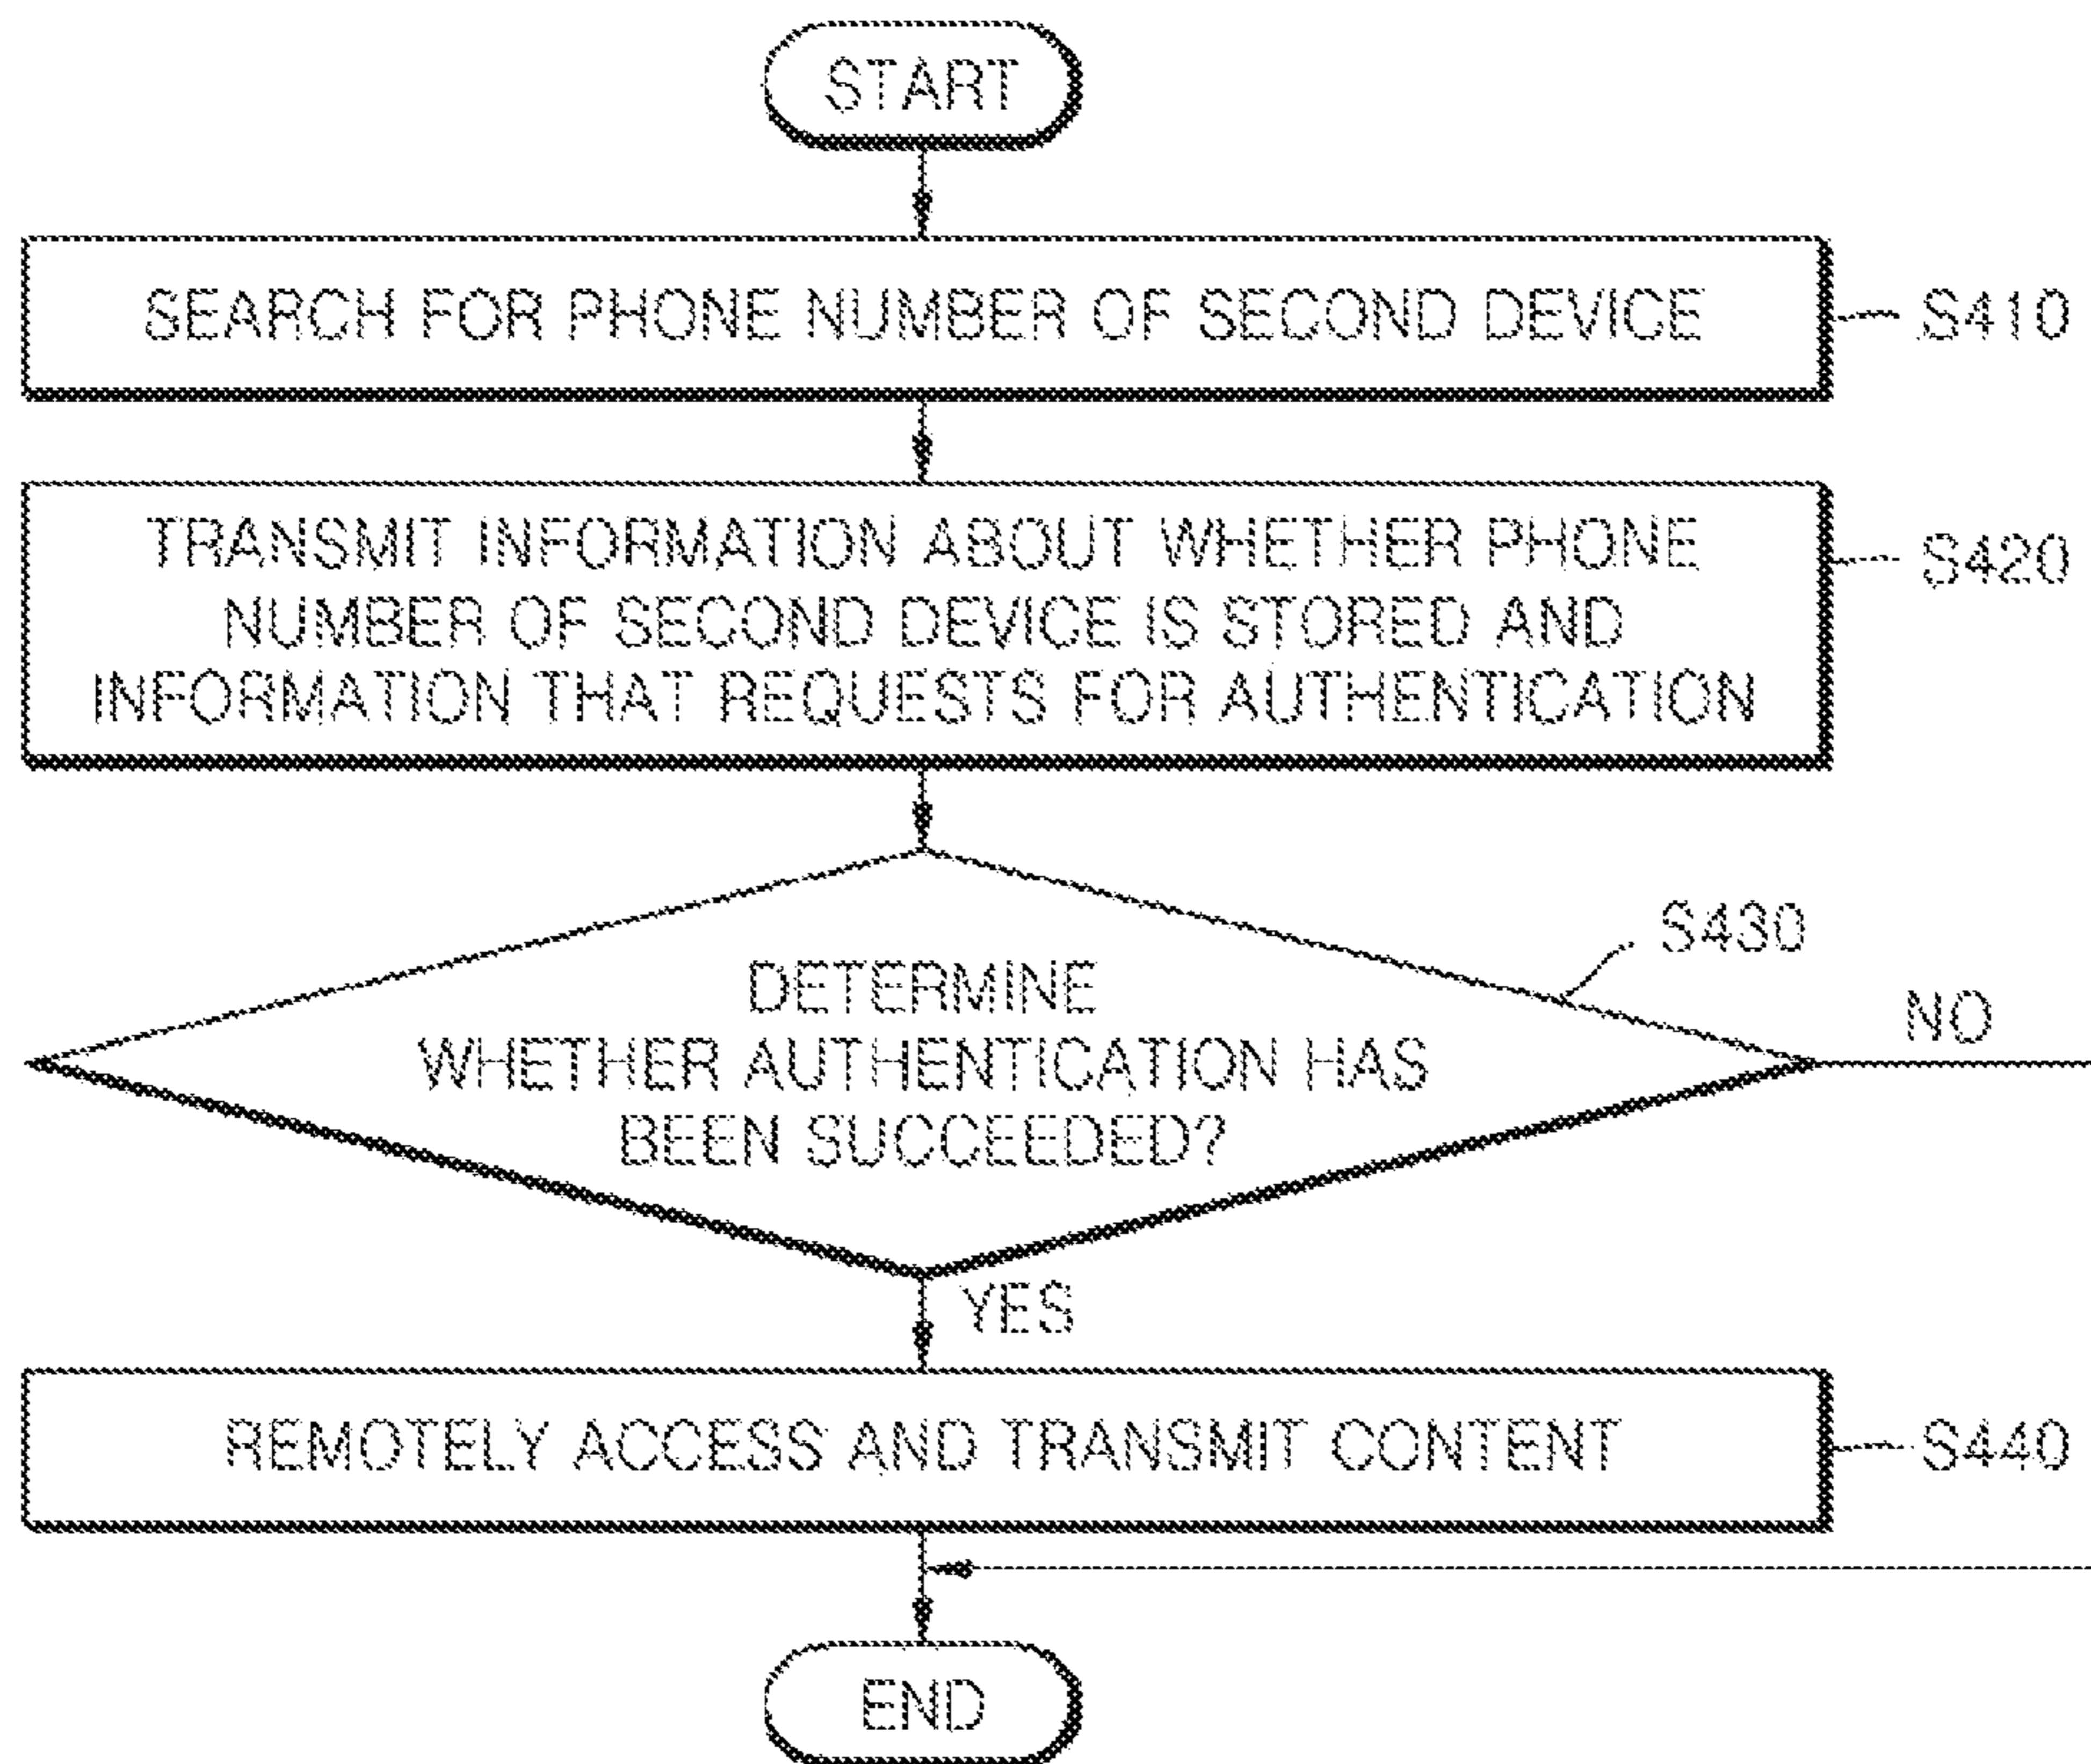 START
SEARCH FOR PHONE NUMBER OF SECOND DEVICE
S410
TRANSMIT INFORMATION ABOUT WHETHER PHONE
NUMBER OF SECOND DEVICE IS STORED AND
INFORMATION THAT REQUESTS FOR AUTHENTICATION
S420
DETERMINE
WHETHER AUTHENTICATION HAS
BEEN SUCCEEDED?
S430
NO
YES
REMOTELY ACCESS AND TRANSMIT CONTENT
S440
END